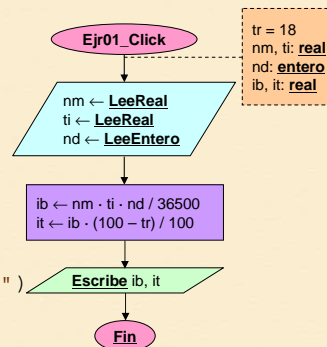 Ejr01_Click
tr = 18
nm, ti: real
nd: entero
ib, it: real
nm ← LeeReal
ti ← LeeReal
nd ← LeeEntero
ib ← nm · ti · nd / 36500
it ← ib · (100 – tr) / 100
")
Escribe ib, it
Fin